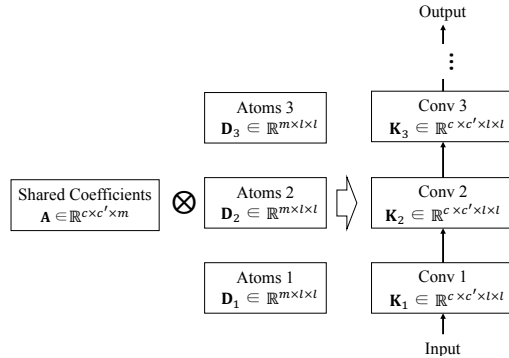 Output
⋮
Atoms 3
𝐃₃ ∈ ℝ^{m×l×l}
Conv 3
𝐊₃ ∈ ℝ^{c×c′×l×l}
Shared Coefficients
𝐀 ∈ ℝ^{c×c′×m}
⊗
Atoms 2
𝐃₂ ∈ ℝ^{m×l×l}
Conv 2
𝐊₂ ∈ ℝ^{c×c′×l×l}
Atoms 1
𝐃₁ ∈ ℝ^{m×l×l}
Conv 1
𝐊₁ ∈ ℝ^{c×c′×l×l}
Input